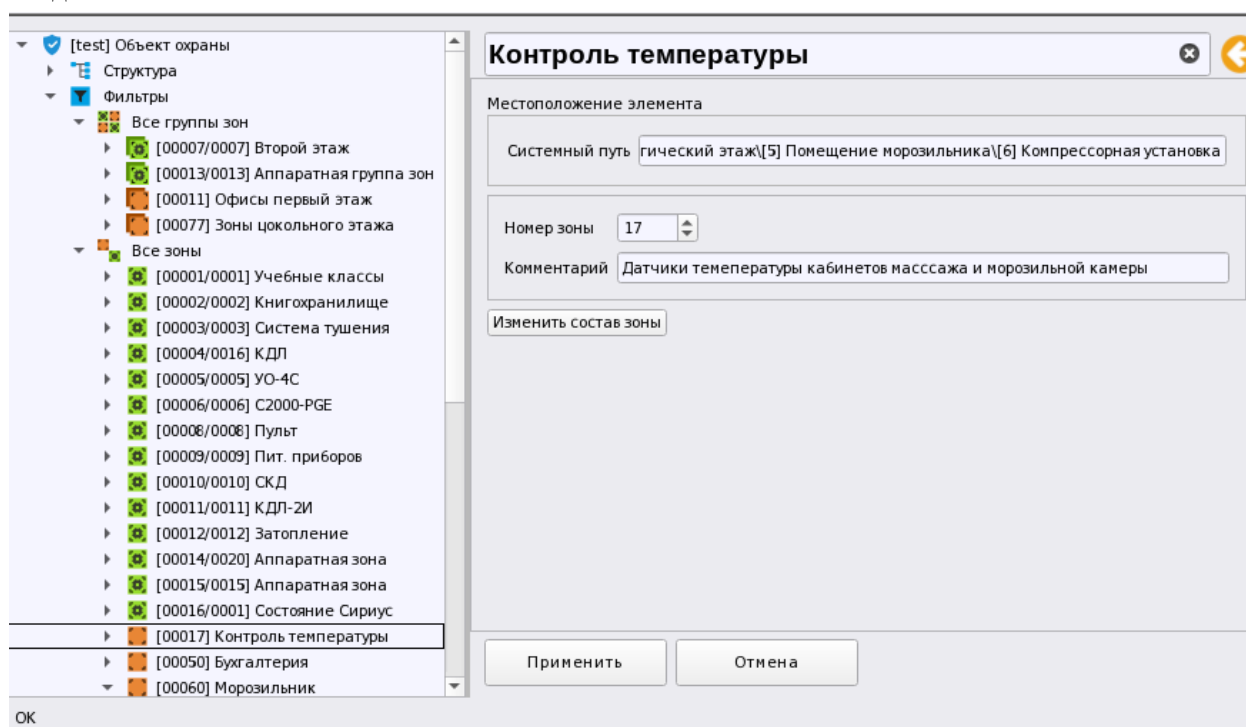 [test] Объект охраны
Структура
Фильтры
Все группы зон
[00007/0007] Второй этаж
[00013/0013] Аппаратная группа зон
[00011] Офисы первый этаж
[00077] Зоны цокольного этажа
Все зоны
[00001/0001] Учебные классы
[00002/0002] Книгохранилище
[00003/0003] Система тушения
[00004/0016] КДЛ
[00005/0005] УО-4С
[00006/0006] С2000-PGE
[00008/0008] Пульт
[00009/0009] Пит. приборов
[00010/0010] СКД
[00011/0011] КДЛ-2И
[00012/0012] Затопление
[00014/0020] Аппаратная зона
[00015/0015] Аппаратная зона
[00016/0001] Состояние Сириус
[00017] Контроль температуры
[00050] Бухгалтерия
[00060] Морозильник
Контроль температуры
Местоположение элемента
Системный путь гический этаж\[5] Помещение морозильника\[6] Компрессорная установка
Номер зоны 17
Комментарий Датчики темепературы кабинетов масссажа и морозильной камеры
Изменить состав зоны
Применить Отмена
ОК